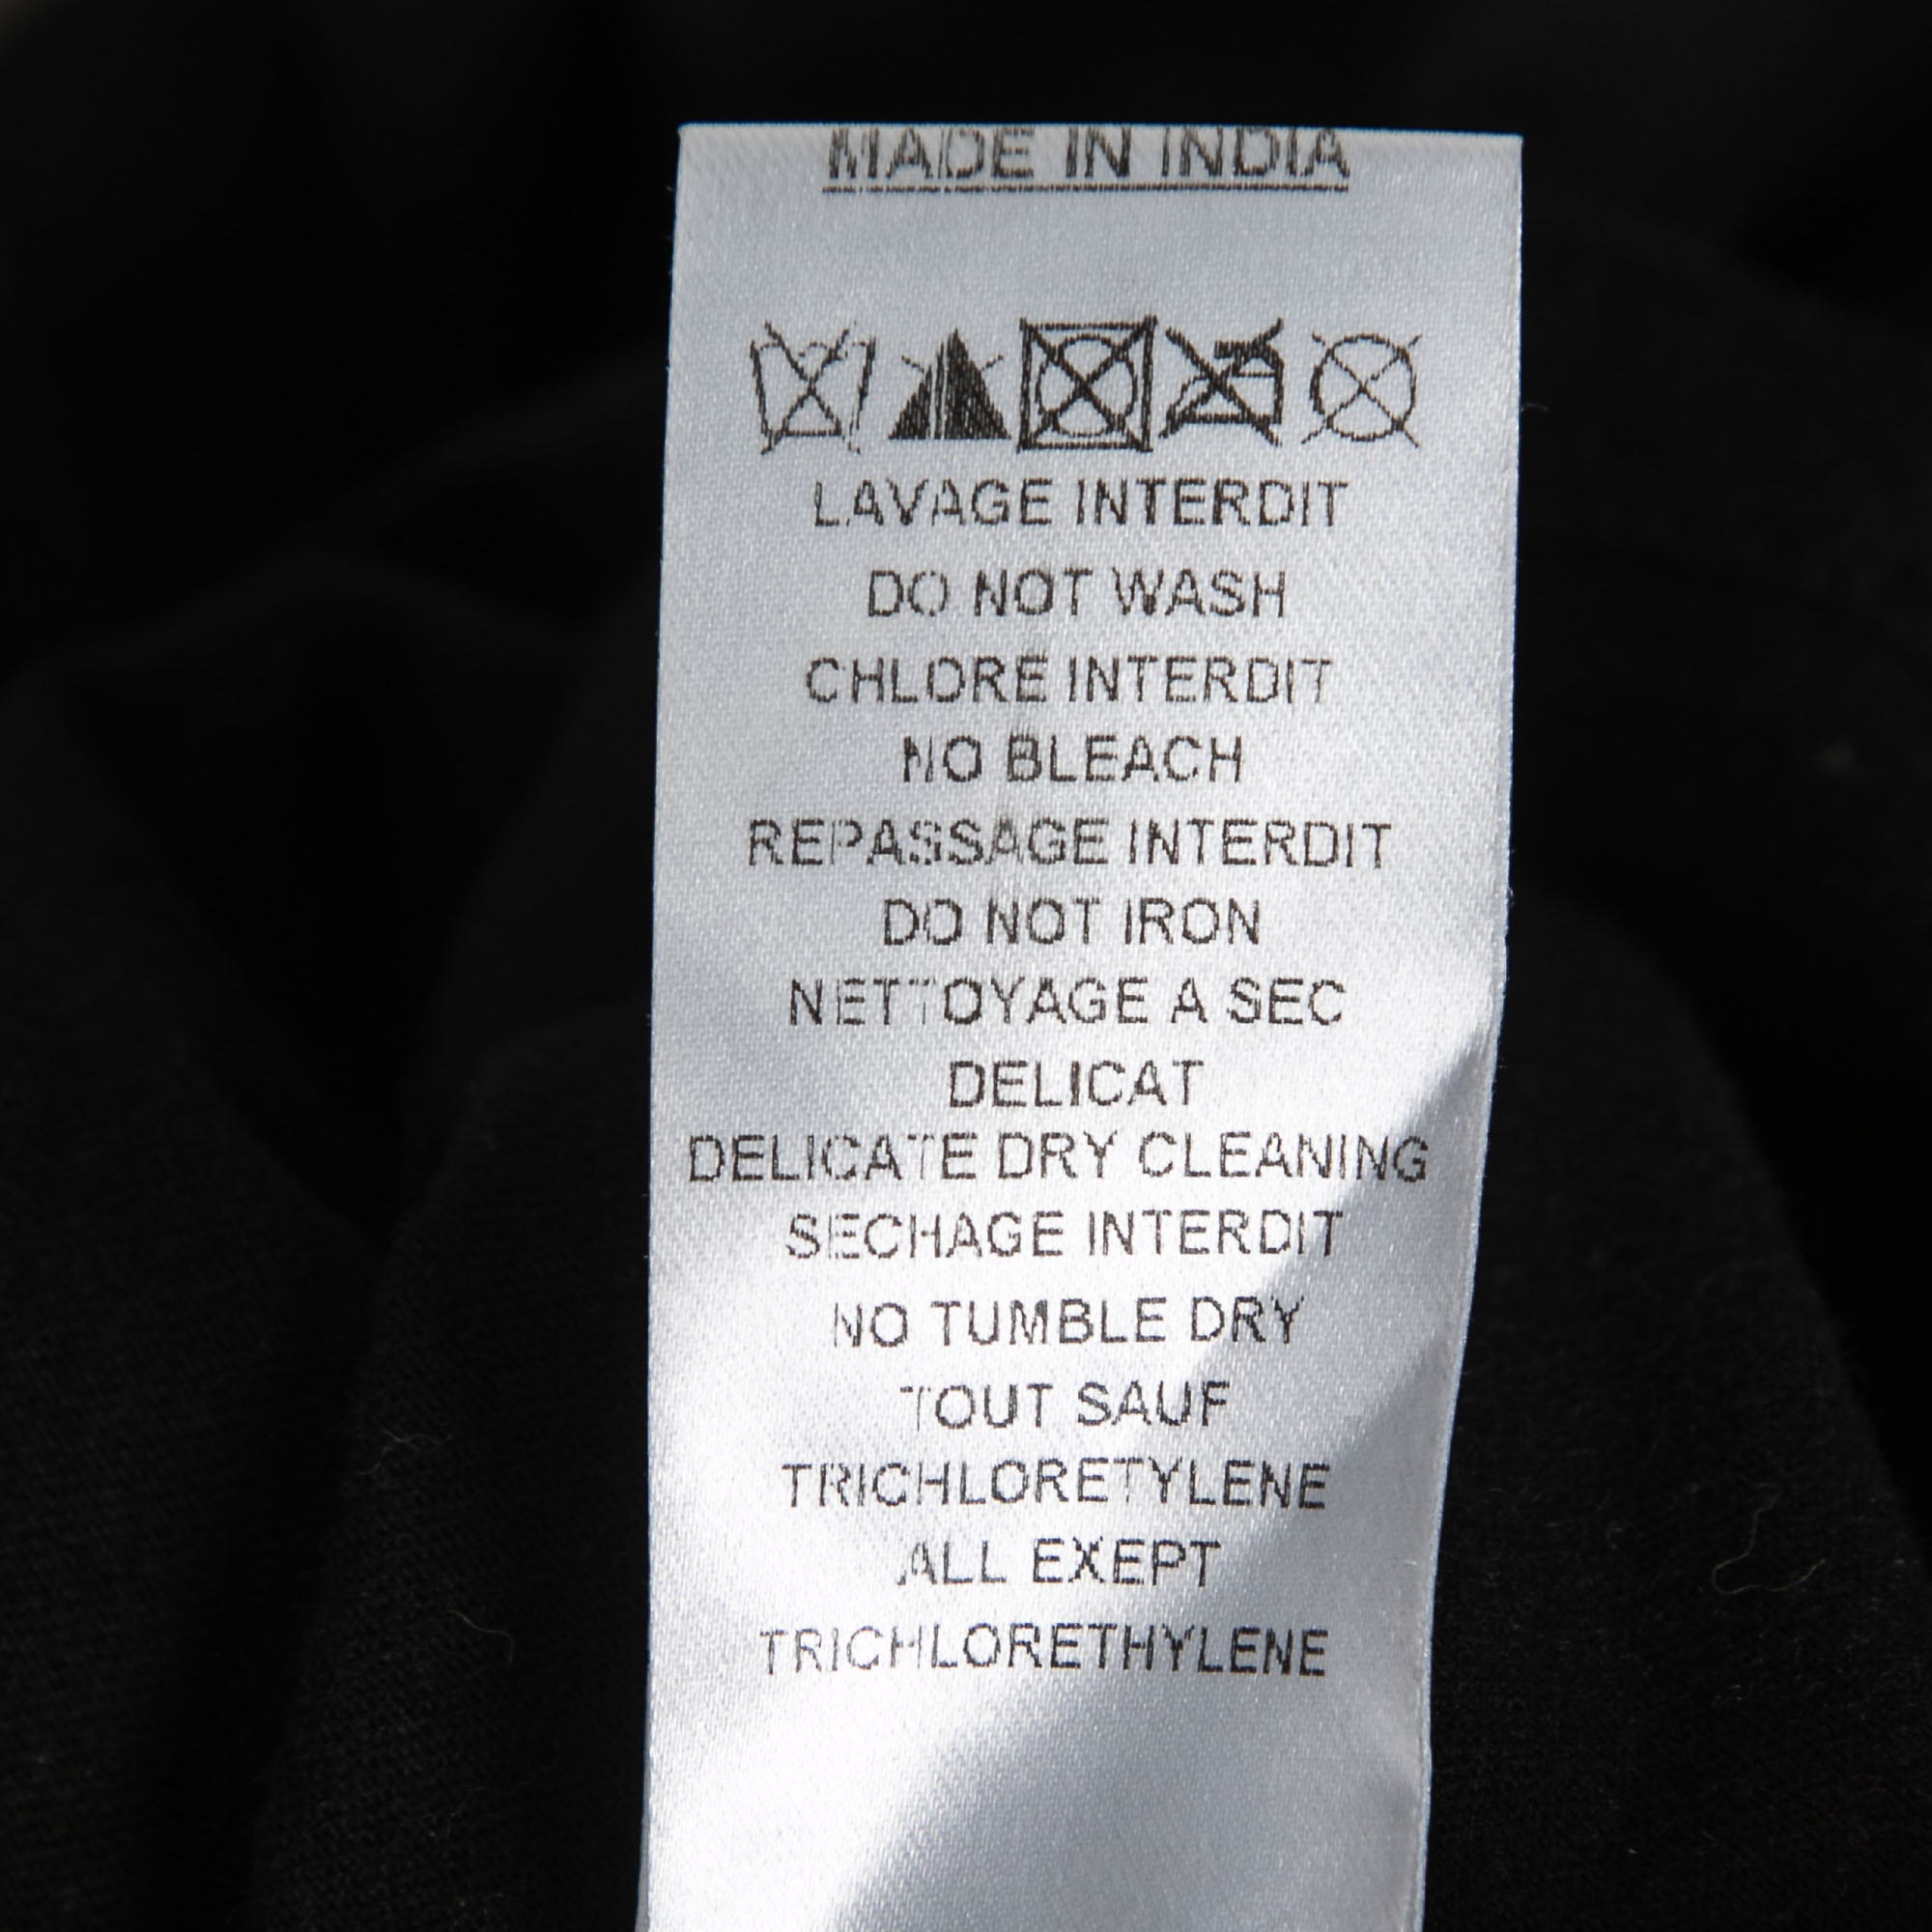 MADE IN INDIA
LAVAGE INTERDIT
DO NOT WASH
CHLORE INTERDIT
NO BLEACH
REPASSAGE INTERDIT
DO NOT IRON
NETTOYAGE A SEC
DELICAT
DELICATE DRY CLEANING
SECHAGE INTERDIT
NO TUMBLE DRY
TOUT SAUF
TRICHLORETYLENE
ALL EXEPT
TRICHLORETHYLENE